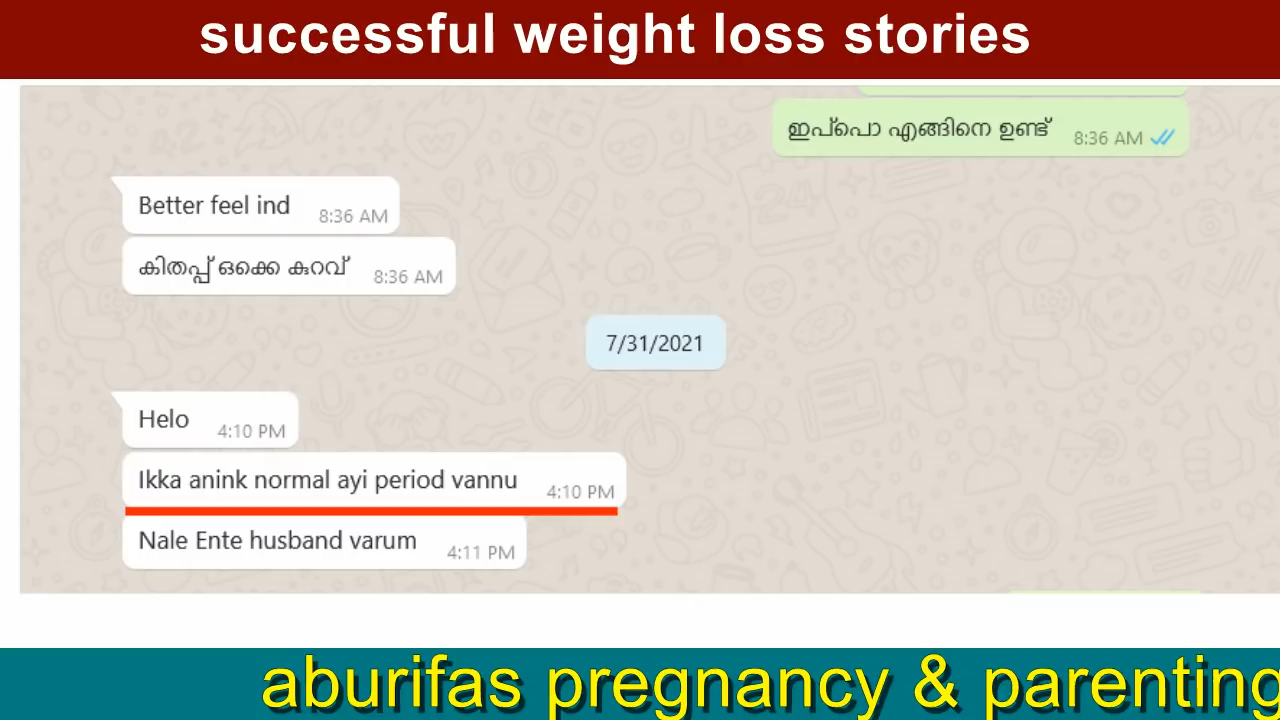 successful weight loss stories
ഇപ്പൊ എങ്ങിനെ ഉണ്ട് 8:36 AM
Better feel ind 8:36 AM
കിതപ്പ് ഒക്കെ കുറവ് 8:36 AM
7/31/2021
Helo 4:10 PM
Ikka anink normal ayi period vannu 4:10 PM
Nale Ente husband varum 4:11 PM
aburifas pregnancy & parenting